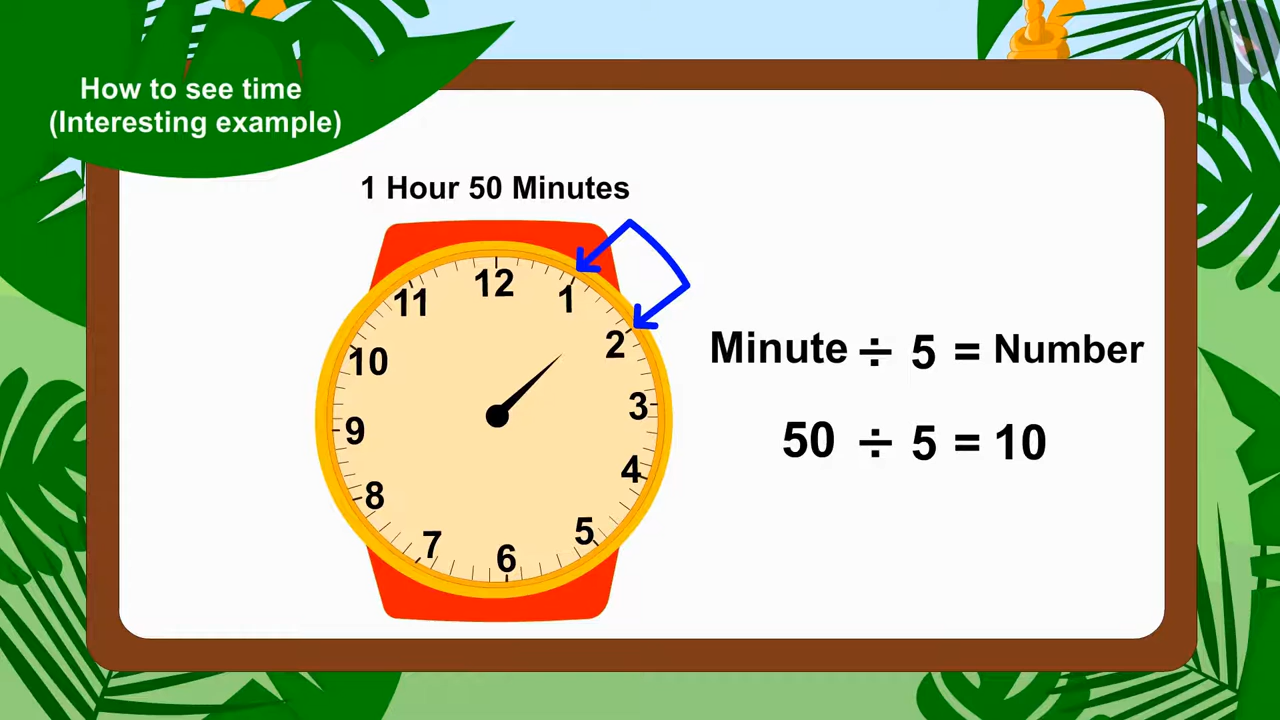 How to see time
(Interesting example)
1 Hour 50 Minutes
12
11
1
10
2
9
3
8
4
7
5
6
Minute ÷ 5 = Number
50 ÷ 5 = 10